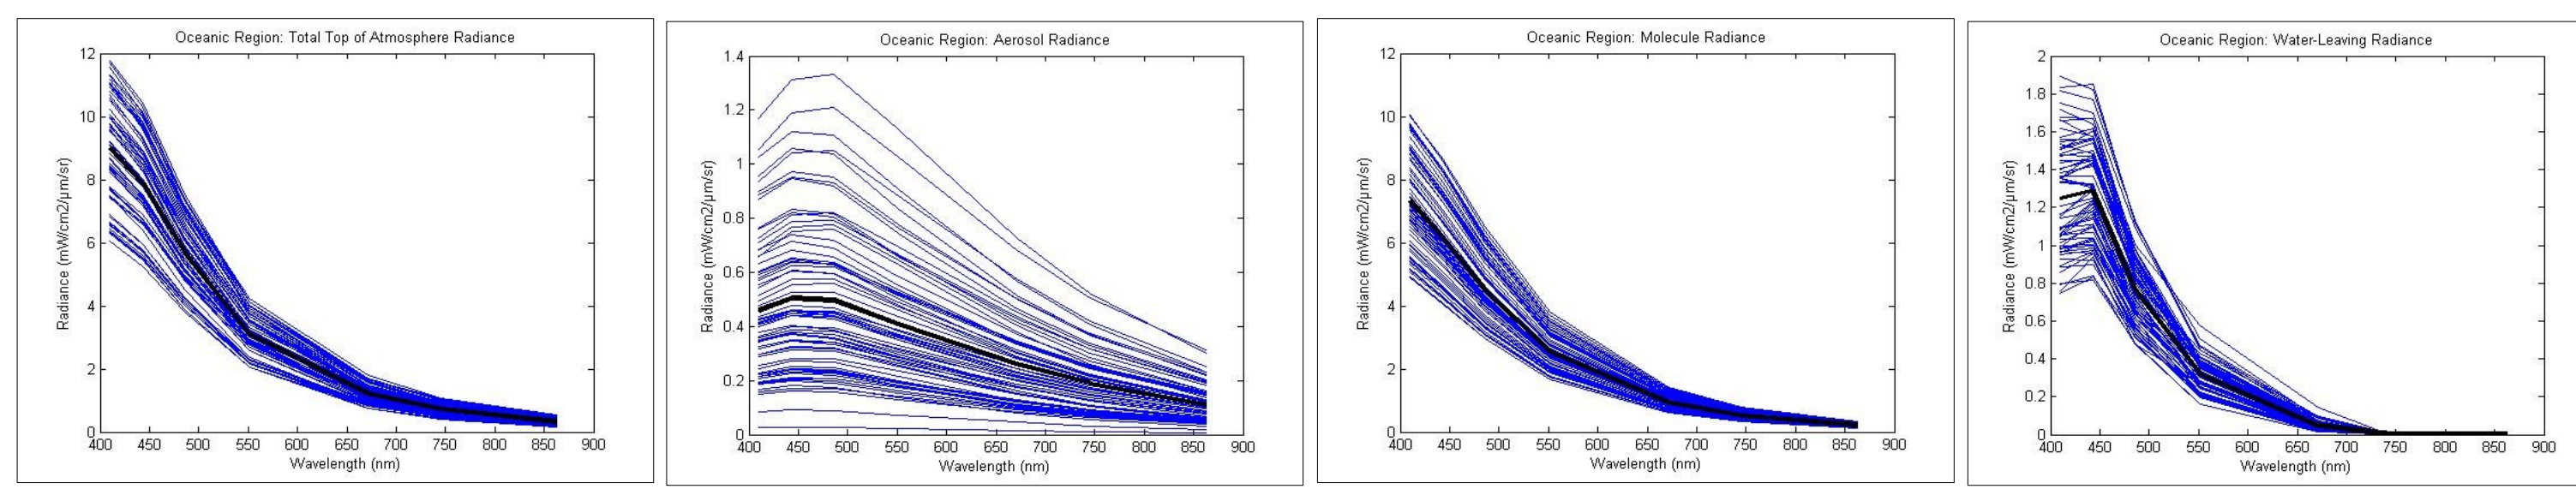 Oceanic Region: Total Top of Atmosphere Radiance
12
10
8
6
4
2
0
Radiance (mW/cm2/µm/sr)
400 450 500 550 600 650 700 750 800 850 900
Wavelength (nm)
Oceanic Region: Aerosol Radiance
1.4
1.2
1
0.8
0.6
0.4
0.2
0
Radiance (mW/cm2/µm/sr)
400 450 500 550 600 650 700 750 800 850 900
Wavelength (nm)
Oceanic Region: Molecule Radiance
12
10
8
6
4
2
0
Radiance (mW/cm2/µm/sr)
400 450 500 550 600 650 700 750 800 850 900
Wavelength (nm)
Oceanic Region: Water-Leaving Radiance
2
1.8
1.6
1.4
1.2
1
0.8
0.6
0.4
0.2
0
Radiance (mW/cm2/µm/sr)
400 450 500 550 600 650 700 750 800 850 900
Wavelength (nm)